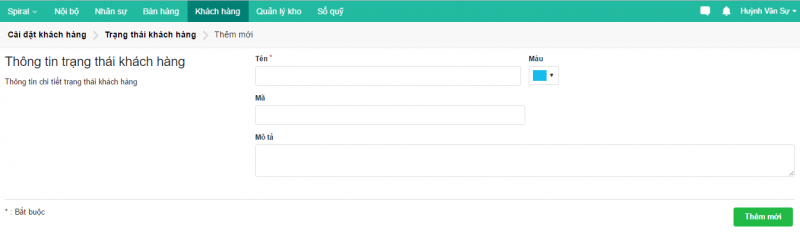 Spiral Nội bộ Nhân sự Bán hàng Khách hàng Quản lý kho Sổ quỹ Huỳnh Văn Sự
Cài đặt khách hàng Trạng thái khách hàng Thêm mới
Thông tin trạng thái khách hàng
Thông tin chi tiết trạng thái khách hàng
Tên * Màu
Mã
Mô tả
* : Bắt buộc
Thêm mới